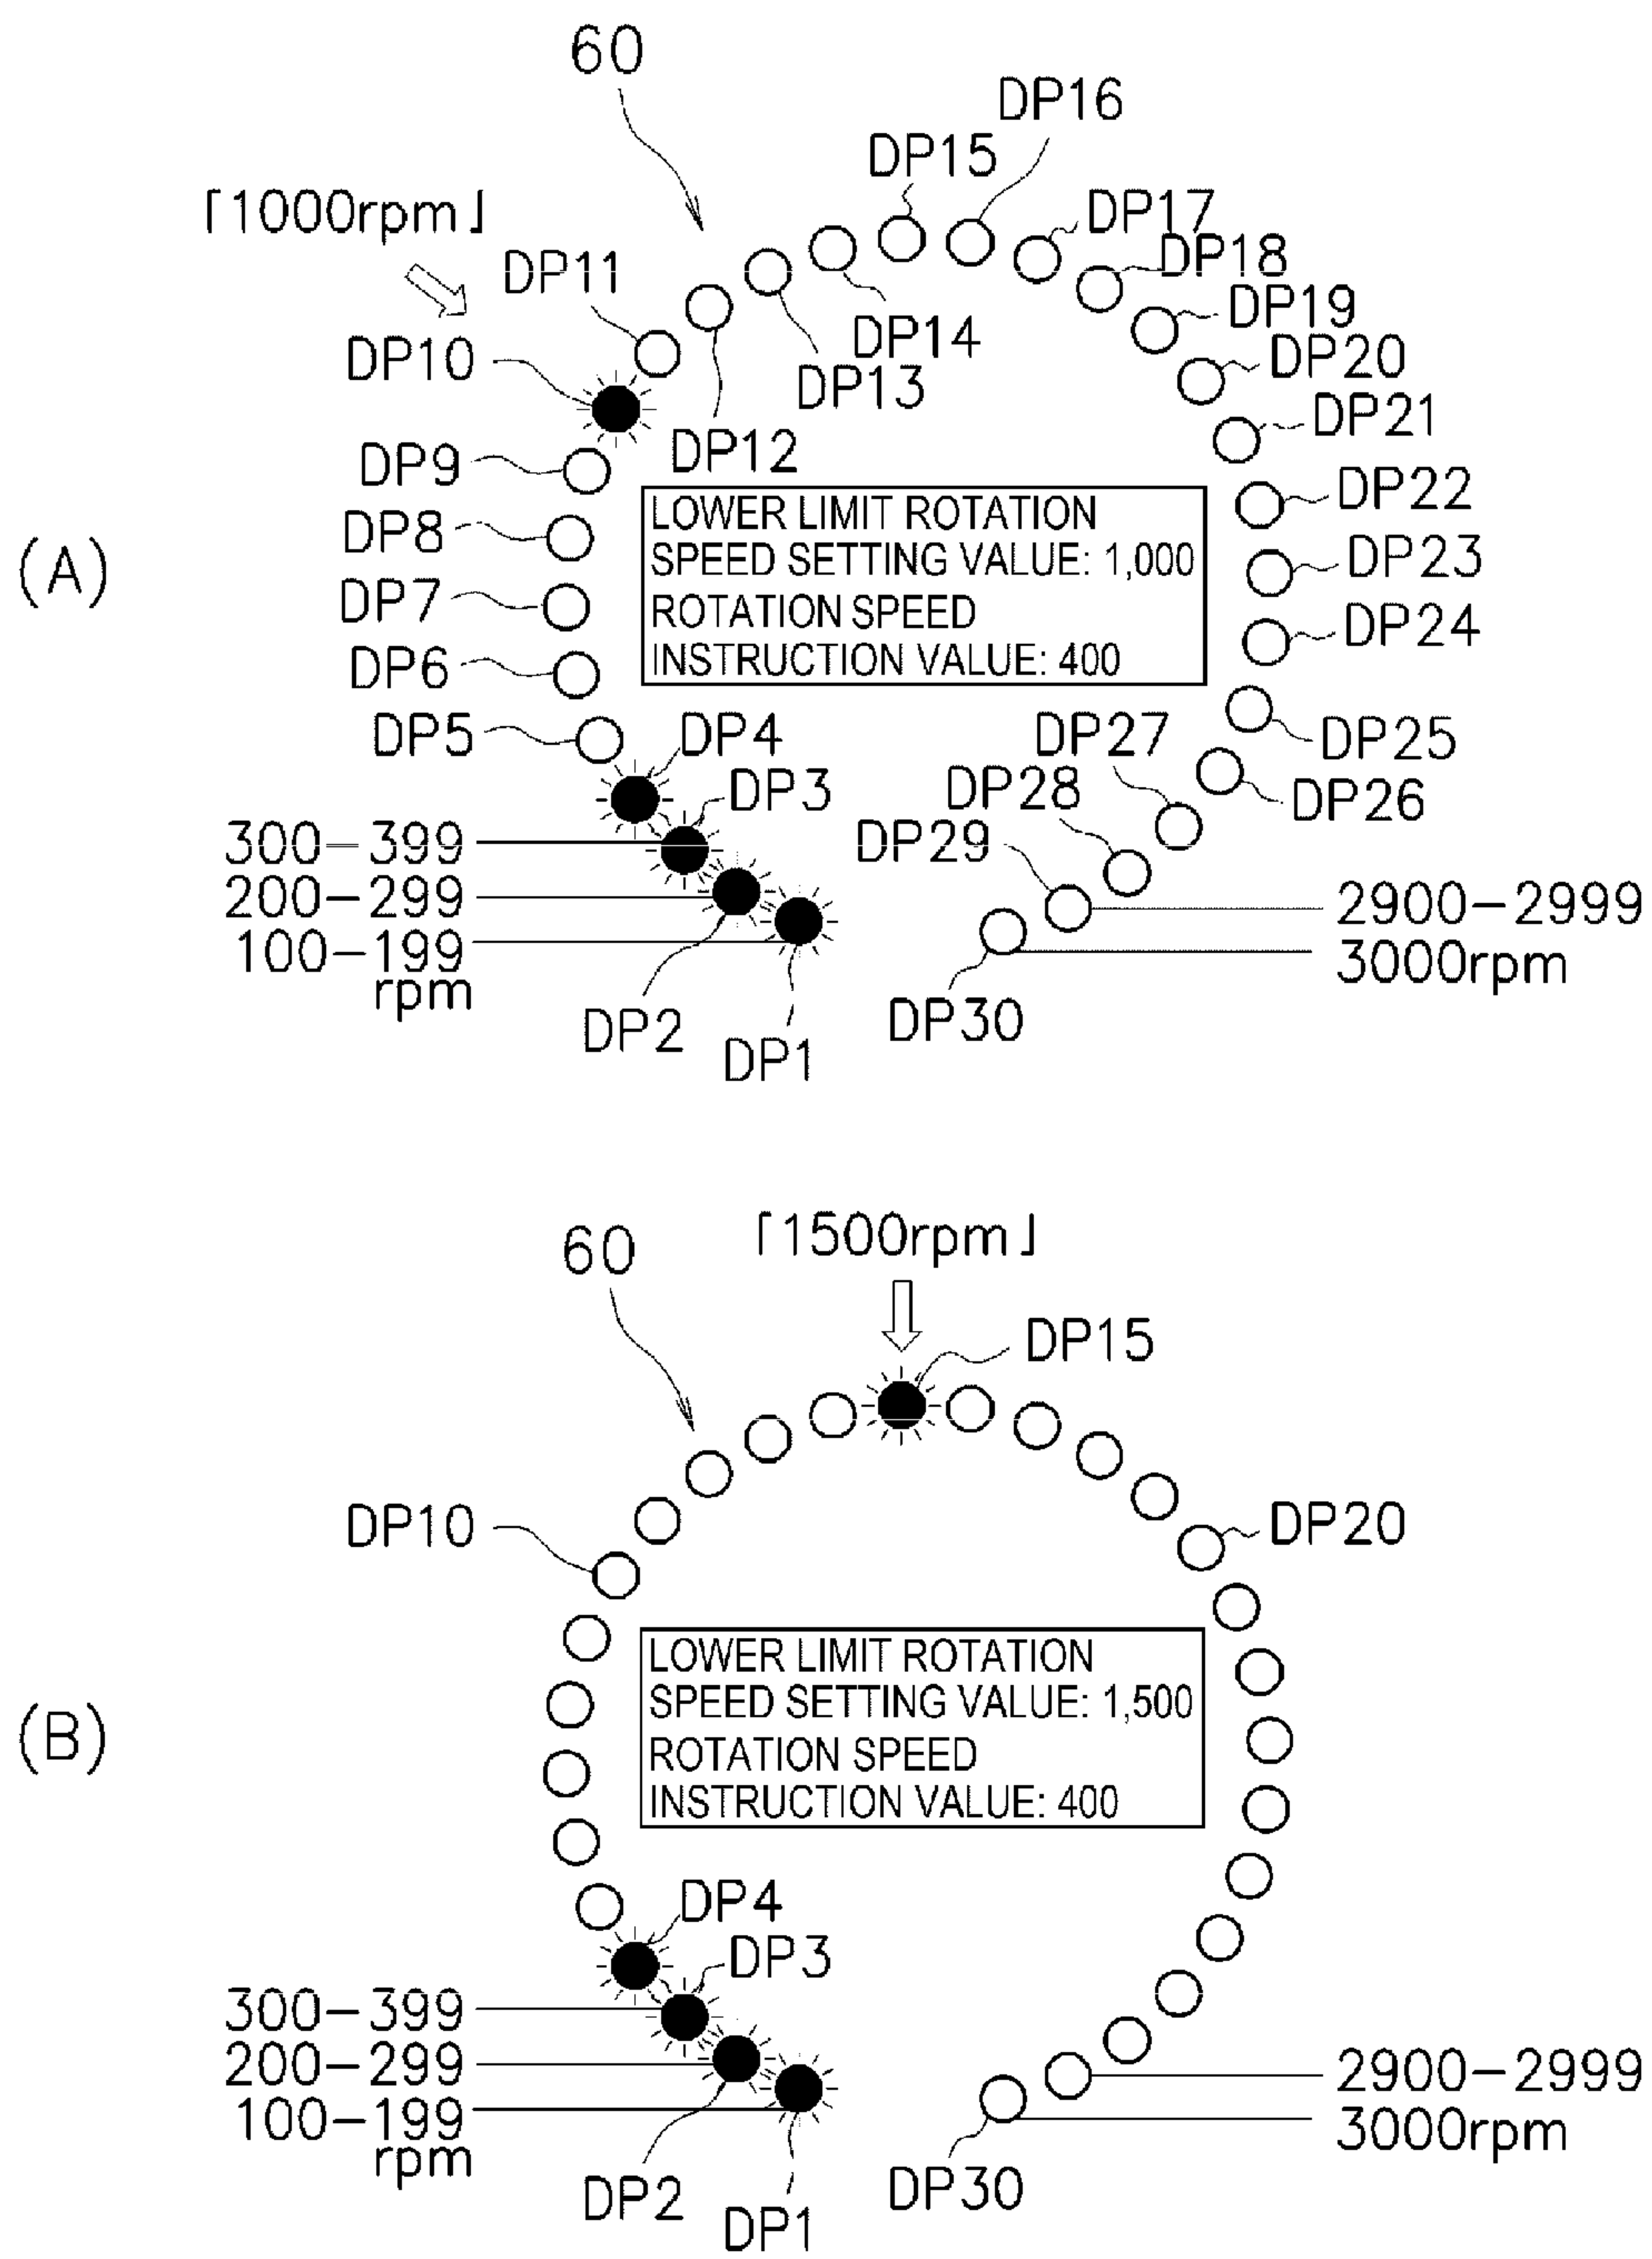 60
DP16
DP15
「1000rpm」
DP17
DP11
DP18
DP19
DP14
DP10
DP20
DP13
DP21
DP9
DP12
DP22
LOWER LIMIT ROTATION
SPEED SETTING VALUE: 1,000
ROTATION SPEED
INSTRUCTION VALUE: 400
DP8
(A)
DP23
DP7
DP24
DP6
DP5
DP4
DP27
DP25
DP3
DP28
DP26
300-399
DP29
200-299
2900-2999
100-199
3000rpm
rpm
DP2
DP30
DP1
「1500rpm」
60
DP15
DP10
DP20
LOWER LIMIT ROTATION
SPEED SETTING VALUE: 1,500
ROTATION SPEED
INSTRUCTION VALUE: 400
(B)
DP4
DP3
300-399
200-299
2900-2999
100-199
3000rpm
rpm
DP2
DP30
DP1